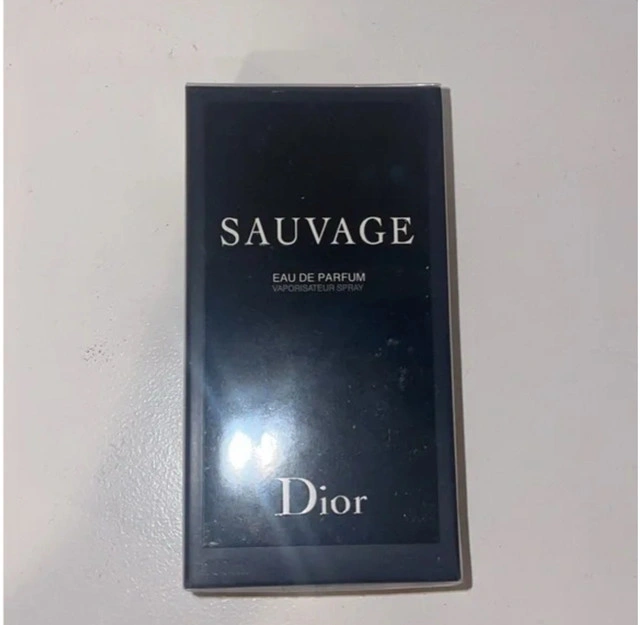 SAUVAGE
EAU DE PARFUM
VAPORISATEUR SPRAY
Dior